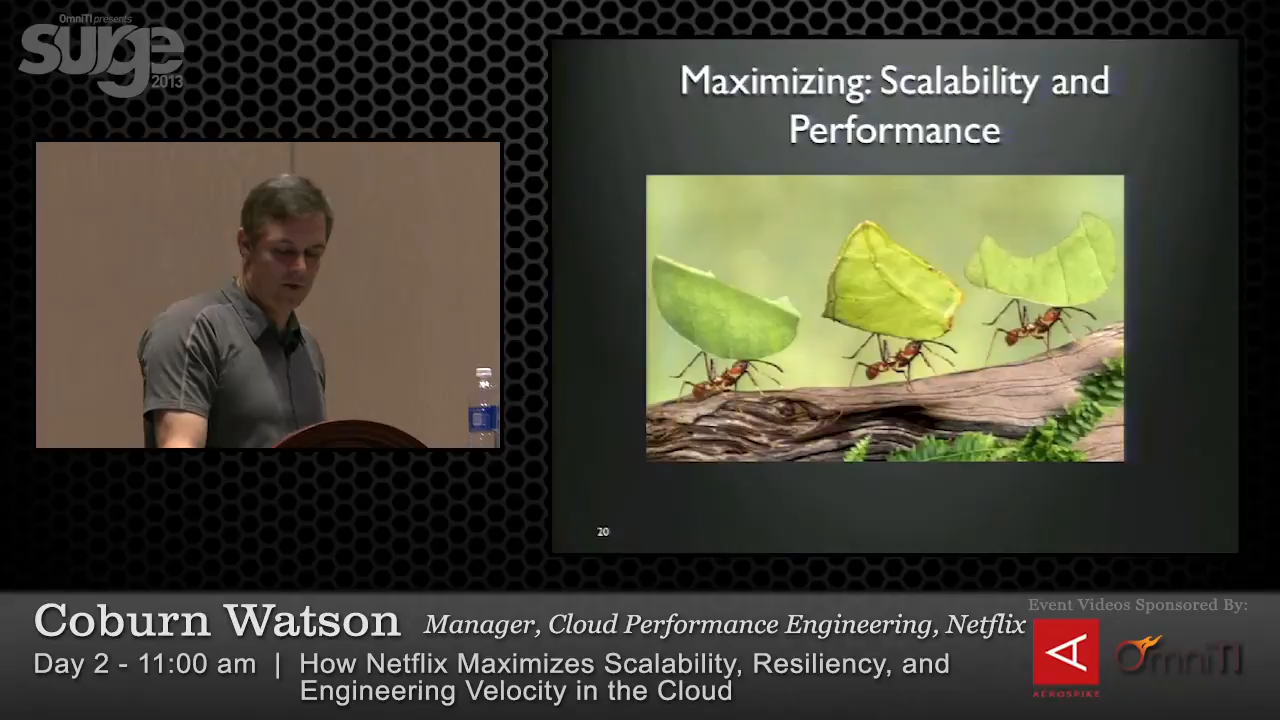 OmniTI presents
surge
2013
Maximizing: Scalability and
Performance
20
Coburn Watson Manager, Cloud Performance Engineering, Netflix
Day 2 - 11:00 am | How Netflix Maximizes Scalability, Resiliency, and
Engineering Velocity in the Cloud
Event Videos Sponsored By:
AEROSPIKE
OmniTI